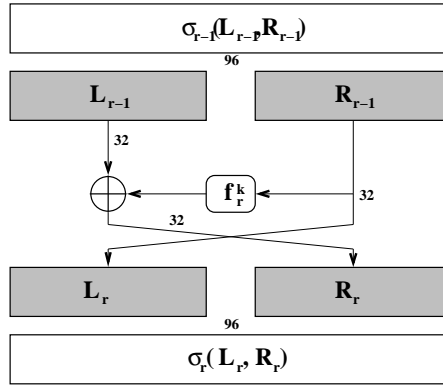 σr−1(Lr−1,Rr−1)
96
Lr−1 Rr−1
32
fkr 32
32
Lr Rr
96
σr( Lr, Rr)